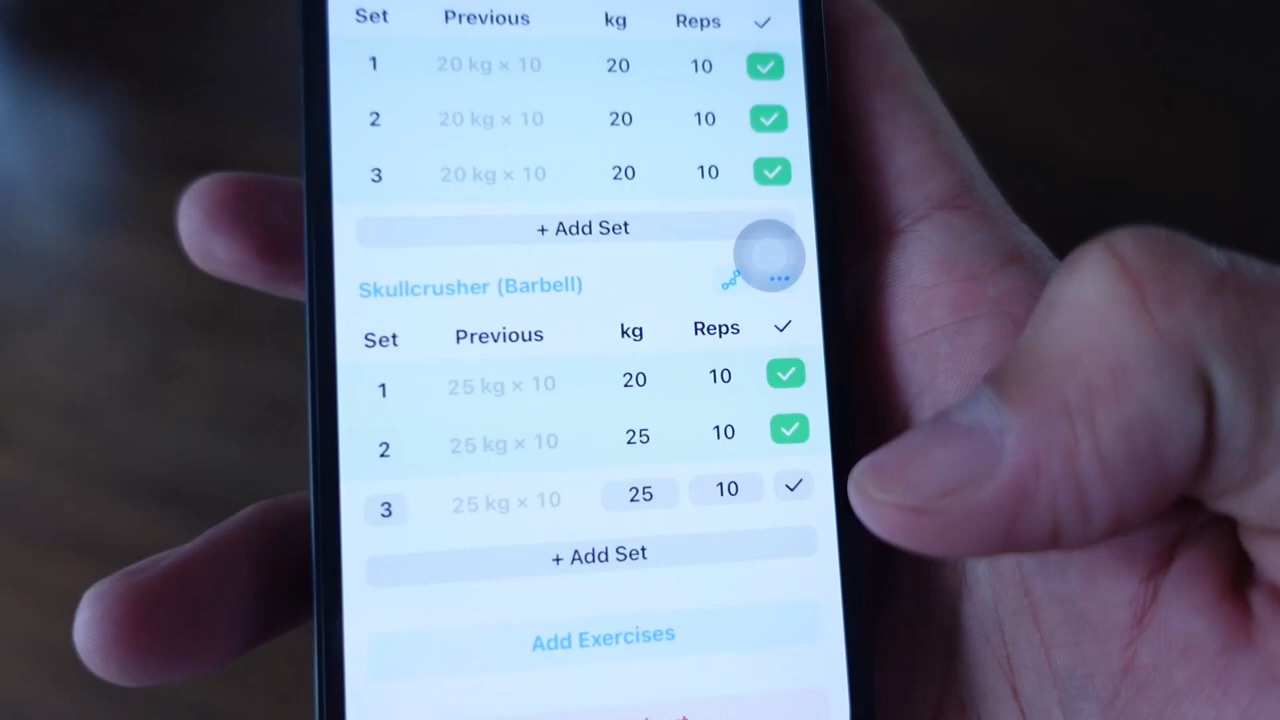 Set Previous kg Reps ✓
1 20 kg × 10 20 10
2 20 kg × 10 20 10
3 20 kg × 10 20 10
+ Add Set
Skullcrusher (Barbell)
Set Previous kg Reps ✓
1 25 kg × 10 20 10
2 25 kg × 10 25 10
3 25 kg × 10 25 10
+ Add Set
Add Exercises